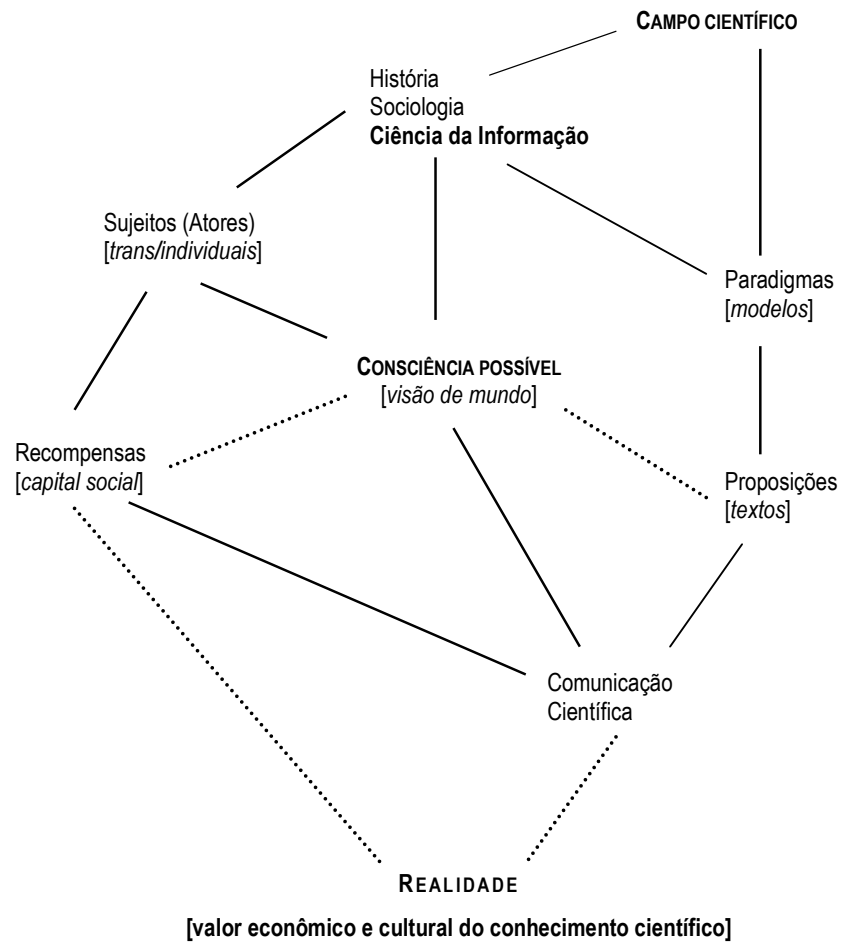 CAMPO CIENTÍFICO
História
Sociologia
Ciência da Informação
Sujeitos (Atores)
[trans/individuais]
Paradigmas
[modelos]
CONSCIÊNCIA POSSÍVEL
[visão de mundo]
Recompensas
[capital social]
Proposições
[textos]
Comunicação
Científica
REALIDADE
[valor econômico e cultural do conhecimento científico]